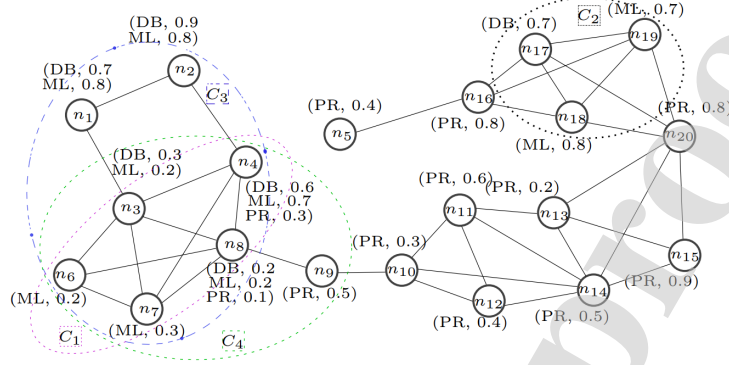 (DB, 0.9
ML, 0.8)
n2
(DB, 0.7
ML, 0.8)
n1
C3
(DB, 0.3
ML, 0.2)
n3
n4
(DB, 0.6
ML, 0.7
PR, 0.3)
n6
(ML, 0.2)
n7
(ML, 0.3)
n8
(DB, 0.2
ML, 0.2
PR, 0.1)
C1
C4
n9
(PR, 0.5)
(PR, 0.4)
n5
C2
(DB, 0.7)
n17
(ML, 0.7)
n19
n16
(PR, 0.8)
n18
(ML, 0.8)
(PR, 0.8)
n20
(PR, 0.6)
n11
(PR, 0.2)
n13
(PR, 0.3)
n10
n12
(PR, 0.4)
n14
(PR, 0.5)
n15
(PR, 0.9)
pro